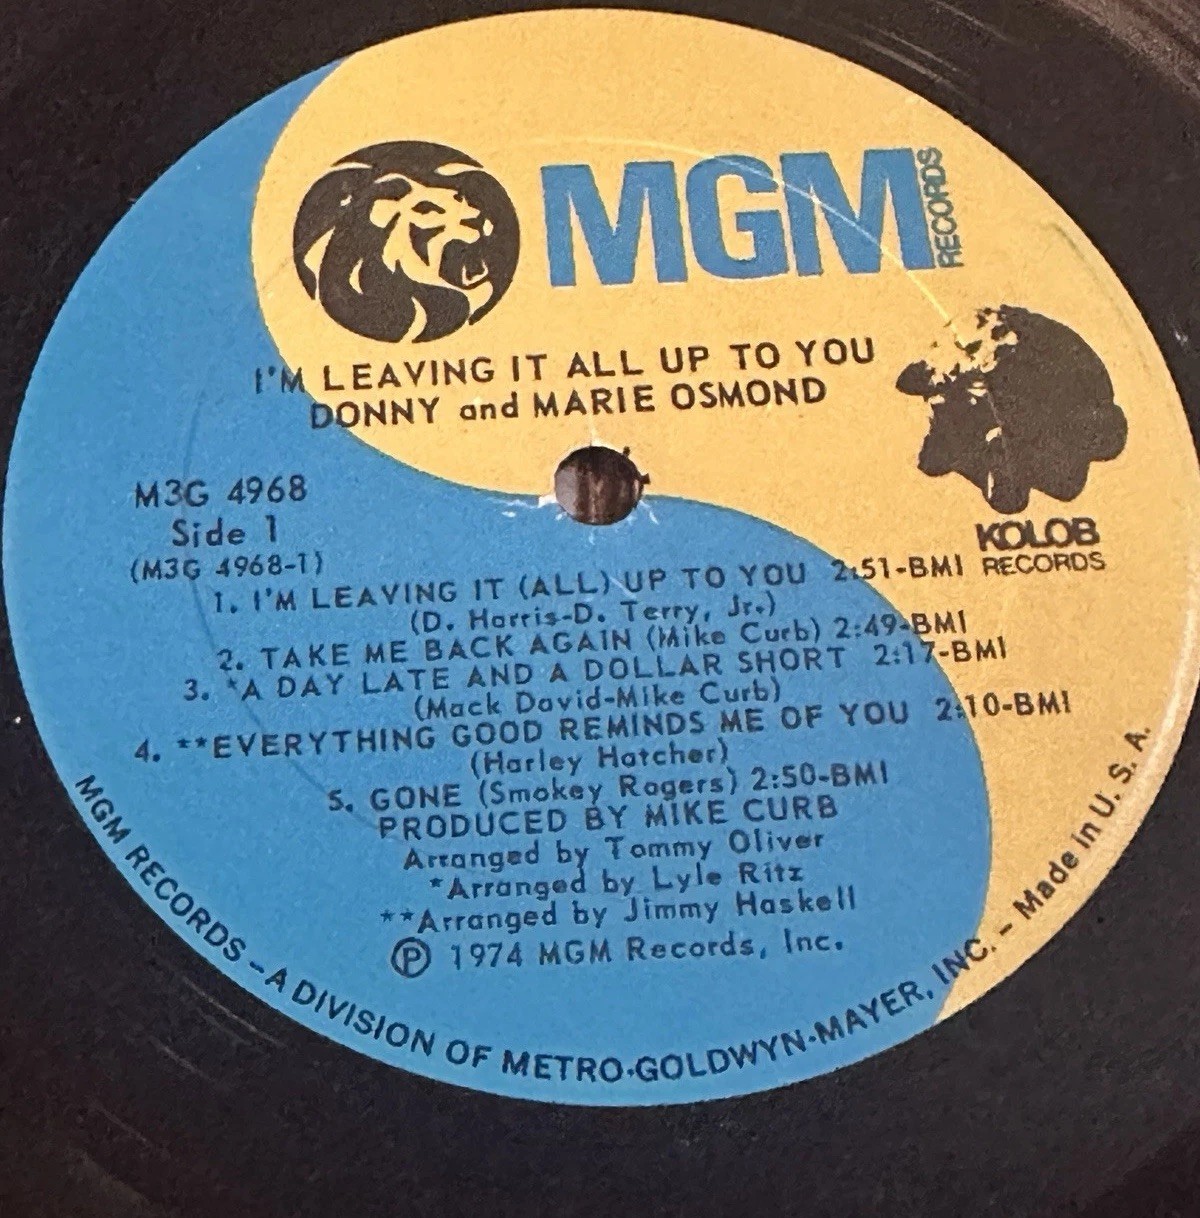 MGM RECORDS
I'M LEAVING IT ALL UP TO YOU
DONNY and MARIE OSMOND
M3G 4968
Side 1
(M3G 4968-1)
KOLOB
RECORDS
1. I'M LEAVING IT (ALL) UP TO YOU 2:51-BMI
(D. Harris-D. Terry, Jr.)
2. TAKE ME BACK AGAIN (Mike Curb) 2:49-BMI
3. *A DAY LATE AND A DOLLAR SHORT 2:17-BMI
(Mack David-Mike Curb)
4. **EVERYTHING GOOD REMINDS ME OF YOU 2:10-BMI
(Harley Hatcher)
5. GONE (Smokey Rogers) 2:50-BMI
PRODUCED BY MIKE CURB
Arranged by Tommy Oliver
*Arranged by Lyle Ritz
**Arranged by Jimmy Haskell
Ⓟ 1974 MGM Records, Inc.
MGM RECORDS – A DIVISION OF METRO-GOLDWYN-MAYER, INC. – Made in U. S. A.